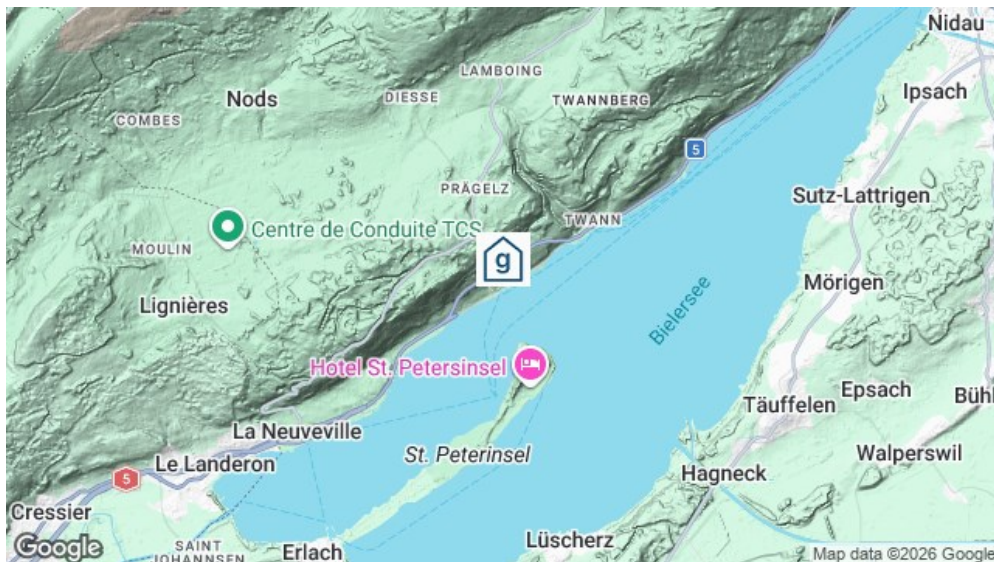 Nidau
LAMBOING
Ipsach
Nods
DIESSE
TWANNBERG
COMBES
5
PRÄGELZ
Sutz-Lattrigen
TWANN
Centre de Conduite TCS
MOULIN
g
Mörigen
Lignières
Bielersee
Hotel St. Petersinsel
Epsach
Bühl
Täuffelen
La Neuveville
St. Peterinsel
Walperswil
Le Landeron
Hagneck
5
Cressier
Lüscherz
SAINT
JOHANNSEN
Erlach
Google
Map data ©2026 Google